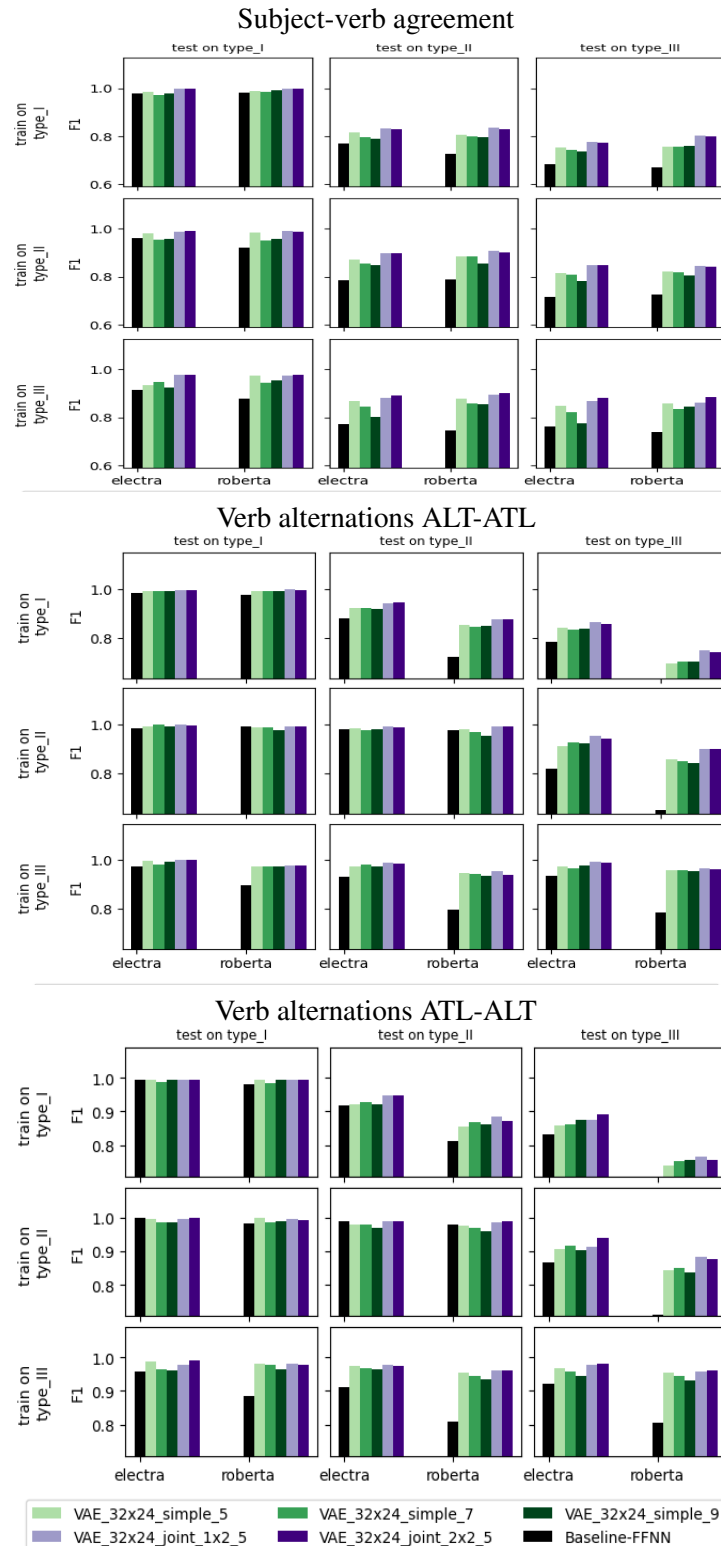 Subject-verb agreement
test on type_I test on type_II test on type_III
train on
type_I
F1
1.0
0.8
0.6
train on
type_II
F1
1.0
0.8
0.6
train on
type_III
F1
1.0
0.8
0.6
electra roberta electra roberta electra roberta
Verb alternations ALT-ATL
test on type_I test on type_II test on type_III
train on
type_I
F1
1.0
0.8
train on
type_II
F1
1.0
0.8
train on
type_III
F1
1.0
0.8
electra roberta electra roberta electra roberta
Verb alternations ATL-ALT
test on type_I test on type_II test on type_III
train on
type_I
F1
1.0
0.9
0.8
train on
type_II
F1
1.0
0.9
0.8
train on
type_III
F1
1.0
0.9
0.8
electra roberta electra roberta electra roberta
VAE_32x24_simple_5 VAE_32x24_simple_7 VAE_32x24_simple_9
VAE_32x24_joint_1x2_5 VAE_32x24_joint_2x2_5 Baseline-FFNN